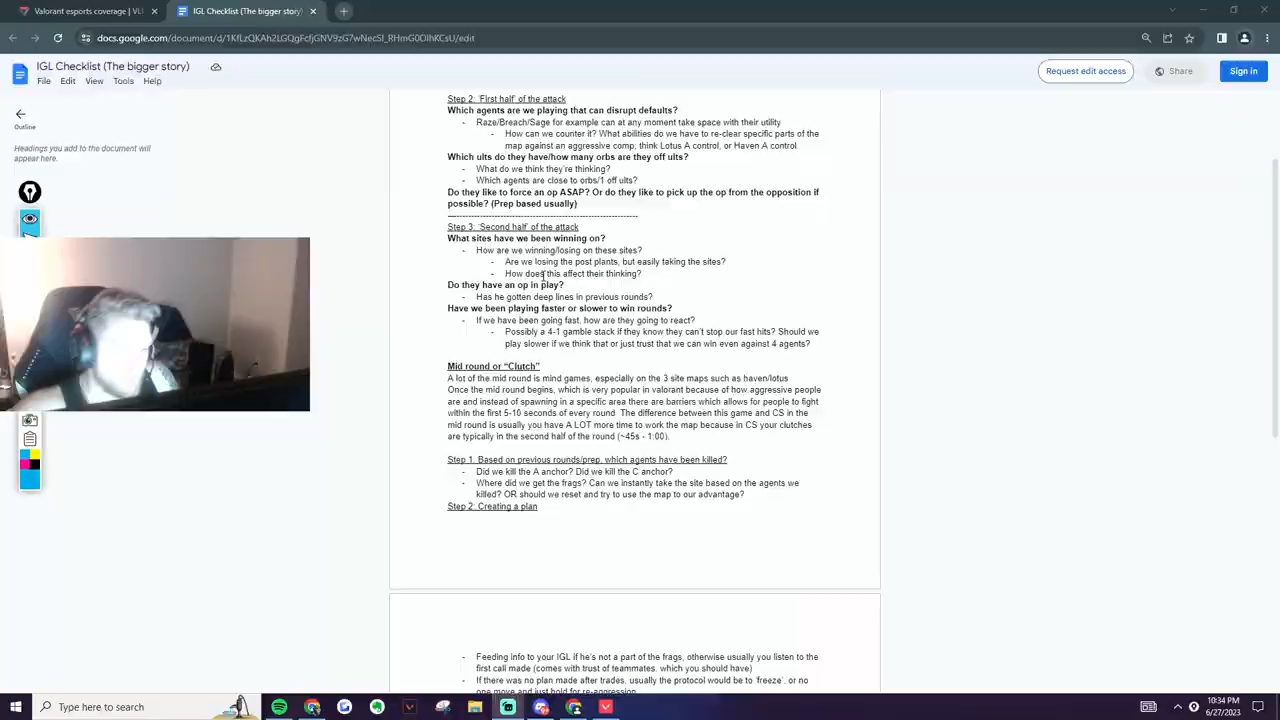 Valorant esports coverage | VL
IGL Checklist (The bigger story)
docs.google.com/document/d/
/edit
IGL Checklist (The bigger story)
File Edit View Tools Help
Request edit access
Share
Sign in
Outline
Headings you add to the document will
appear here.
Step 2: 'First half' of the attack
Which agents are we playing that can disrupt defaults?
- Raze/Breach/Sage for example can at any moment take space with their utility
- How can we counter it? What abilities do we have to re-clear specific parts of the
map against an aggressive comp; think Lotus A control, or Haven A control
Which ults do they have/how many orbs are they off ults?
- What do we think they're thinking?
- Which agents are close to orbs/1 off ults?
Do they like to force an op ASAP? Or do they like to pick up the op from the opposition if
possible? (Prep based usually)
------------------------------------------------------------
Step 3: 'Second half' of the attack
What sites have we been winning on?
- How are we winning/losing on these sites?
- Are we losing the post plants, but easily taking the sites?
- How does this affect their thinking?
Do they have an op in play?
- Has he gotten deep lines in previous rounds?
Have we been playing faster or slower to win rounds?
- If we have been going fast, how are they going to react?
- Possibly a 4-1 gamble stack if they know they can't stop our fast hits? Should we
play slower if we think that or just trust that we can win even against 4 agents?
Mid round or "Clutch"
A lot of the mid round is mind games, especially on the 3 site maps such as haven/lotus
Once the mid round begins, which is very popular in valorant because of how aggressive people
are and instead of spawning in a specific area there are barriers which allows for people to fight
within the first 5-10 seconds of every round. The difference between this game and CS in the
mid round is usually you have A LOT more time to work the map because in CS your clutches
are typically in the second half of the round (~45s - 1:00).
Step 1: Based on previous rounds/prep, which agents have been killed?
- Did we kill the A anchor? Did we kill the C anchor?
- Where did we get the frags? Can we instantly take the site based on the agents we
killed? OR should we reset and try to use the map to our advantage?
Step 2: Creating a plan
- Feeding info to your IGL if he's not a part of the frags, otherwise usually you listen to the
first call made (comes with trust of teammates, which you should have)
- If there was no plan made after trades, usually the protocol would be to 'freeze', or no
one move and just hold for re-aggression
Type here to search
10:34 PM
6/27/2023